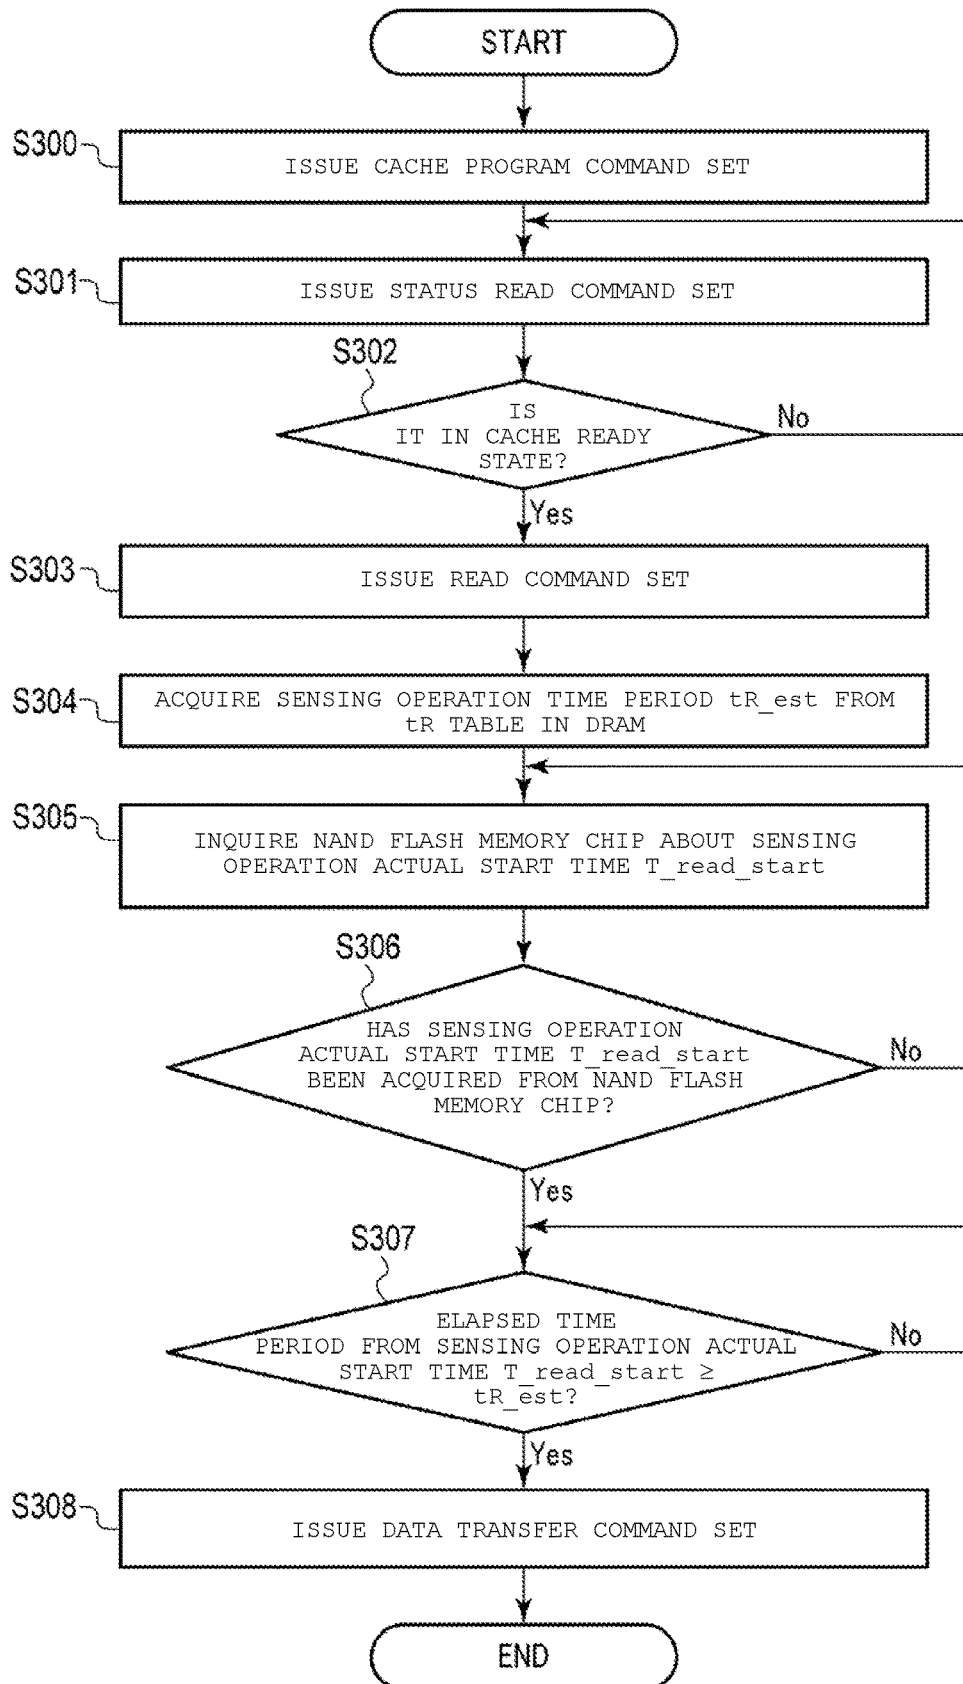 START
S300
ISSUE CACHE PROGRAM COMMAND SET
S301
ISSUE STATUS READ COMMAND SET
S302
IS
IT IN CACHE READY
STATE?
No
Yes
S303
ISSUE READ COMMAND SET
S304
ACQUIRE SENSING OPERATION TIME PERIOD tR_est FROM
tR TABLE IN DRAM
S305
INQUIRE NAND FLASH MEMORY CHIP ABOUT SENSING
OPERATION ACTUAL START TIME T_read_start
S306
HAS SENSING OPERATION
ACTUAL START TIME T_read_start
BEEN ACQUIRED FROM NAND FLASH
MEMORY CHIP?
No
Yes
S307
ELAPSED TIME
PERIOD FROM SENSING OPERATION ACTUAL
START TIME T_read_start ≥
tR_est?
No
Yes
S308
ISSUE DATA TRANSFER COMMAND SET
END